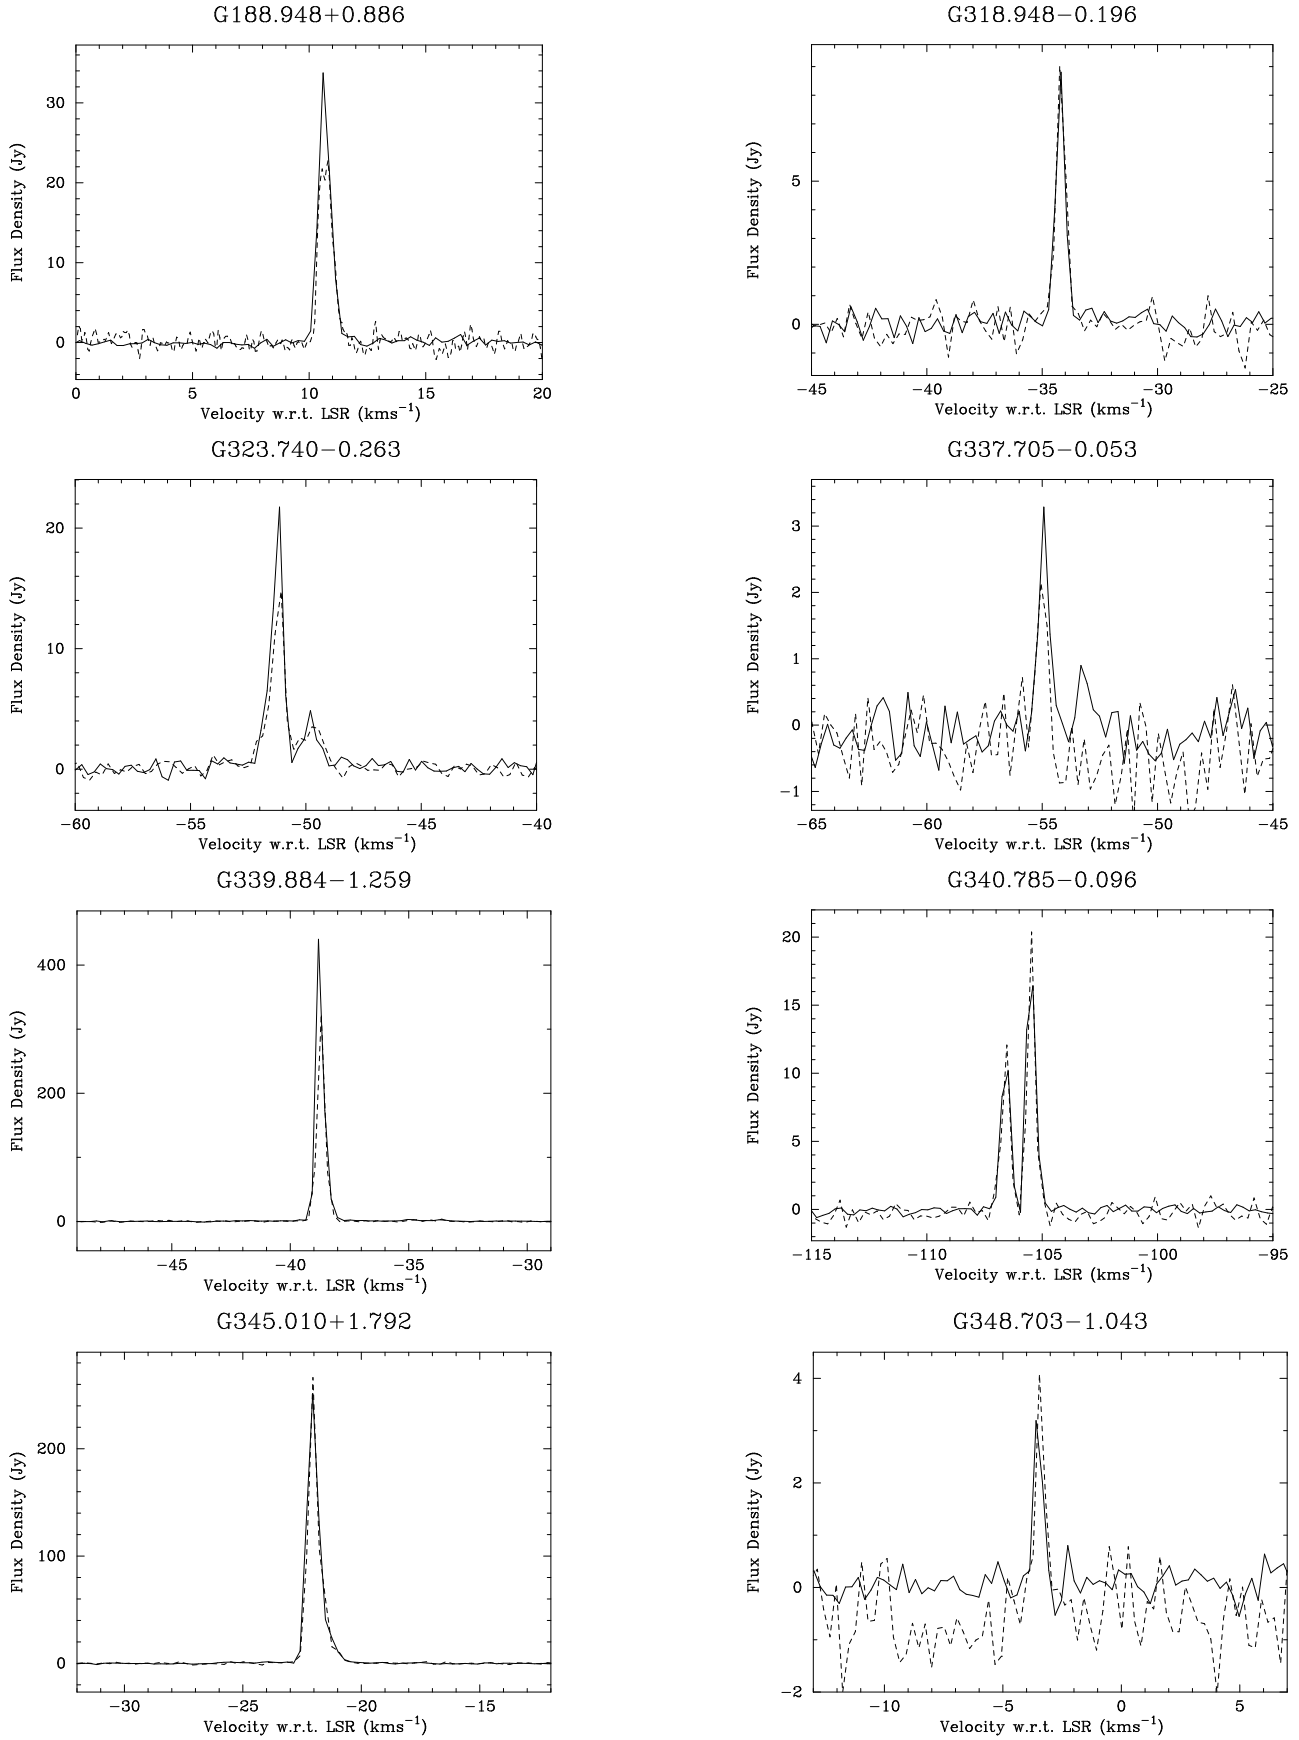 G188.948+0.886
Flux Density (Jy)
30
20
10
0
0 5 10 15 20
Velocity w.r.t. LSR (kms⁻¹)
G318.948−0.196
Flux Density (Jy)
5
0
−45 −40 −35 −30 −25
Velocity w.r.t. LSR (kms⁻¹)
G323.740−0.263
Flux Density (Jy)
20
10
0
−60 −55 −50 −45 −40
Velocity w.r.t. LSR (kms⁻¹)
G337.705−0.053
Flux Density (Jy)
3
2
1
0
−1
−65 −60 −55 −50 −45
Velocity w.r.t. LSR (kms⁻¹)
G339.884−1.259
Flux Density (Jy)
400
200
0
−45 −40 −35 −30
Velocity w.r.t. LSR (kms⁻¹)
G340.785−0.096
Flux Density (Jy)
20
15
10
5
0
−115 −110 −105 −100 −95
Velocity w.r.t. LSR (kms⁻¹)
G345.010+1.792
Flux Density (Jy)
200
100
0
−30 −25 −20 −15
Velocity w.r.t. LSR (kms⁻¹)
G348.703−1.043
Flux Density (Jy)
4
2
0
−2
−10 −5 0 5
Velocity w.r.t. LSR (kms⁻¹)